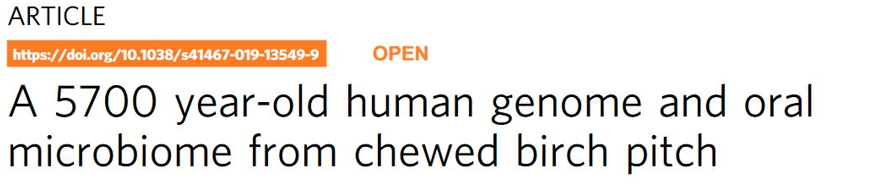 ARTICLE
https://doi.org/10.1038/s41467-019-13549-9 OPEN
A 5700 year-old human genome and oral
microbiome from chewed birch pitch